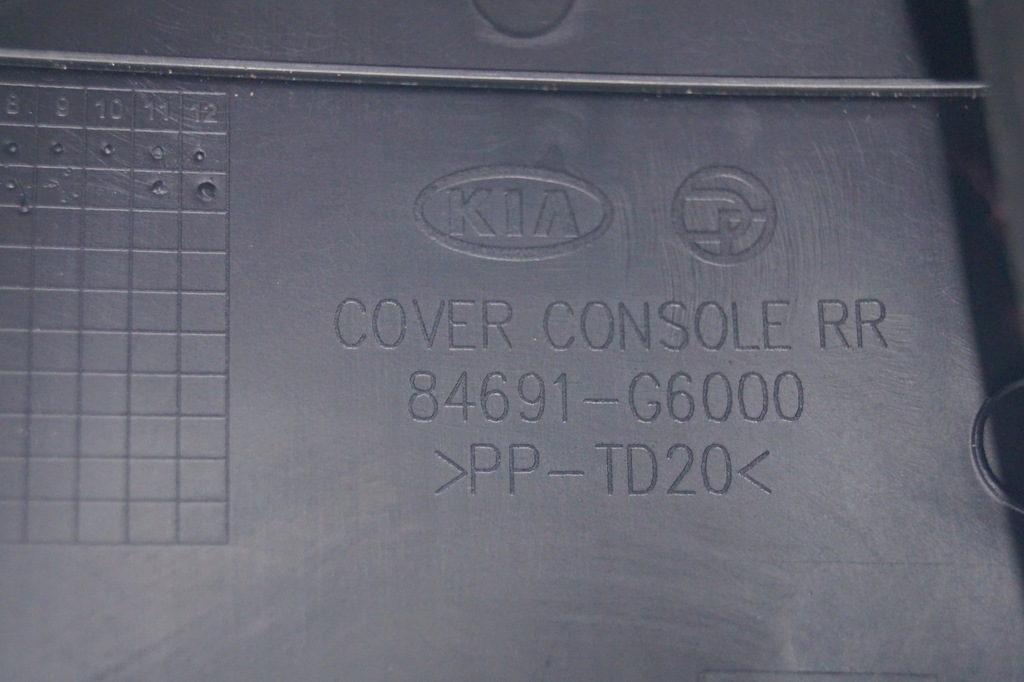 8 9 10 11 12
KIA
COVER CONSOLE RR
84691-G6000
>PP-TD20<